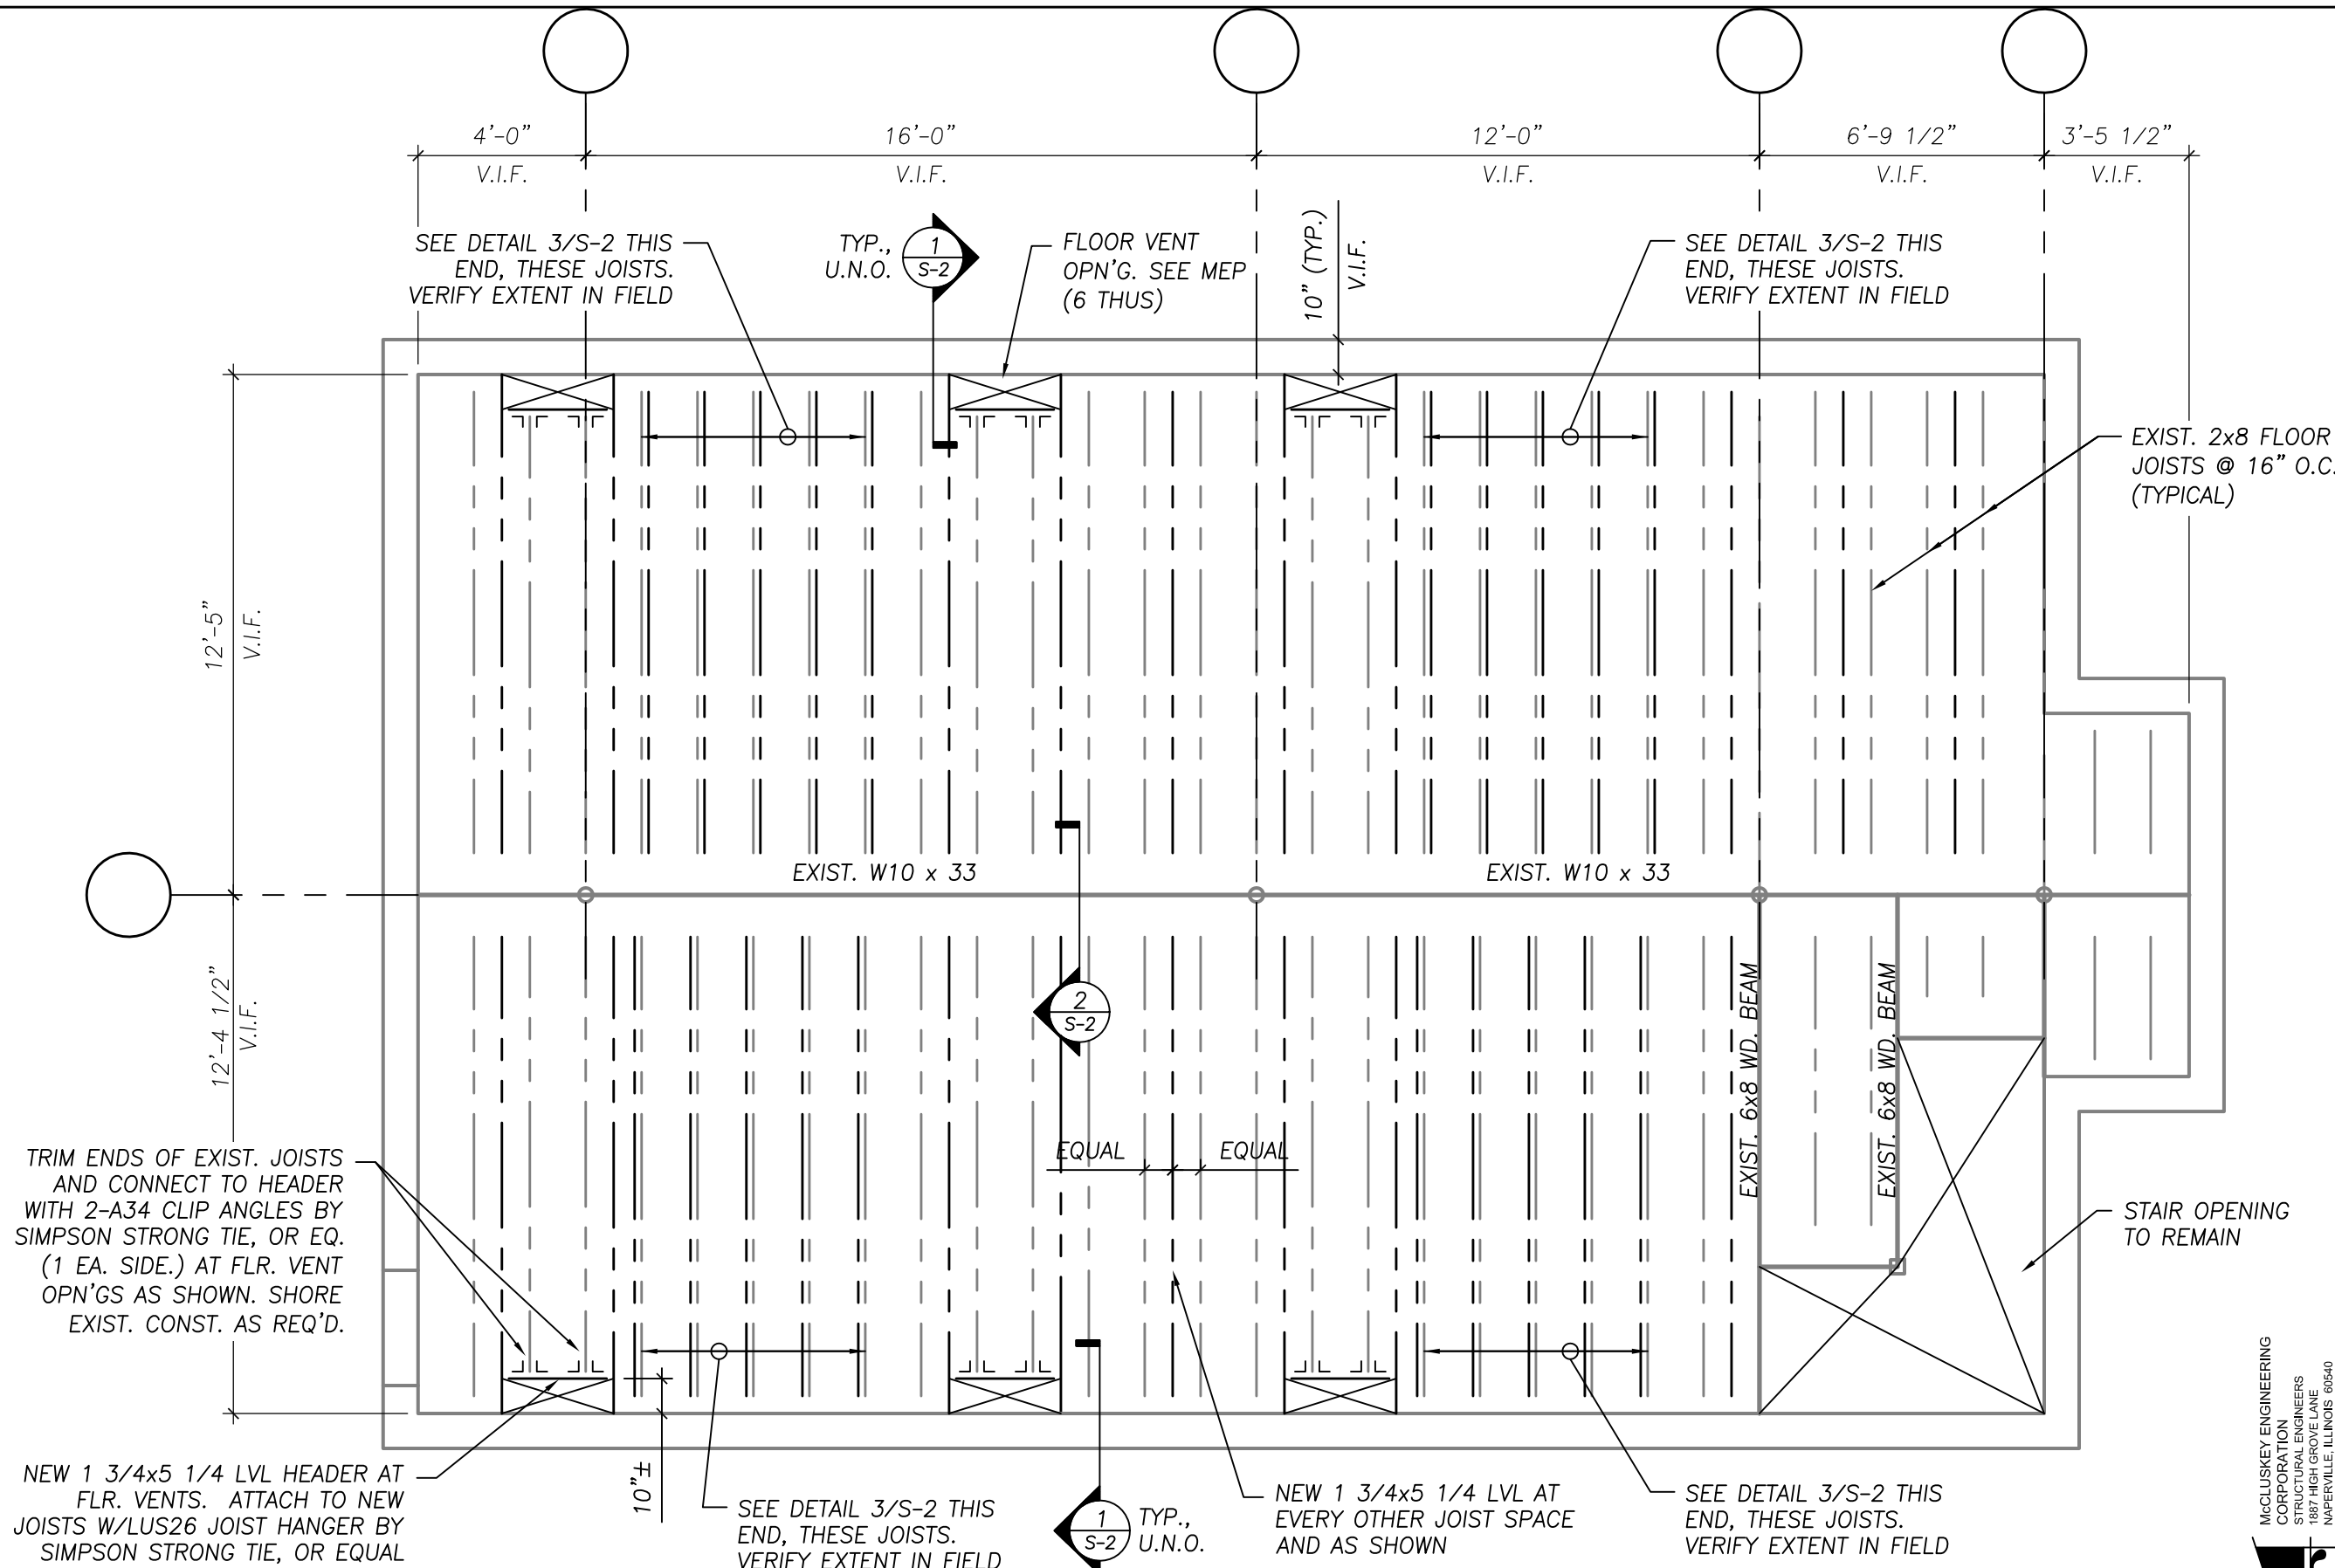 4'-0"
V.I.F.
16'-0"
V.I.F.
12'-0"
V.I.F.
6'-9 1/2"
V.I.F.
3'-5 1/2"
V.I.F.
SEE DETAIL 3/S-2 THIS
END, THESE JOISTS.
VERIFY EXTENT IN FIELD
TYP.,
U.N.O.
1
S-2
FLOOR VENT
OPN'G. SEE MEP
(6 THUS)
10" (TYP.)
V.I.F.
SEE DETAIL 3/S-2 THIS
END, THESE JOISTS.
VERIFY EXTENT IN FIELD
EXIST. 2x8 FLOOR
JOISTS @ 16" O.C.
(TYPICAL)
12'-5"
V.I.F.
EXIST. W10 x 33
EXIST. W10 x 33
12'-4 1/2"
V.I.F.
2
S-2
EXIST. 6x8 WD. BEAM
EXIST. 6x8 WD. BEAM
EQUAL
EQUAL
TRIM ENDS OF EXIST. JOISTS
AND CONNECT TO HEADER
WITH 2-A34 CLIP ANGLES BY
SIMPSON STRONG TIE, OR EQ.
(1 EA. SIDE.) AT FLR. VENT
OPN'GS AS SHOWN. SHORE
EXIST. CONST. AS REQ'D.
STAIR OPENING
TO REMAIN
NEW 1 3/4x5 1/4 LVL HEADER AT
FLR. VENTS. ATTACH TO NEW
JOISTS W/LUS26 JOIST HANGER BY
SIMPSON STRONG TIE, OR EQUAL
10"±
SEE DETAIL 3/S-2 THIS
END, THESE JOISTS.
VERIFY EXTENT IN FIELD
1
S-2
TYP.,
U.N.O.
NEW 1 3/4x5 1/4 LVL AT
EVERY OTHER JOIST SPACE
AND AS SHOWN
SEE DETAIL 3/S-2 THIS
END, THESE JOISTS.
VERIFY EXTENT IN FIELD
McCLUSKEY ENGINEERING
CORPORATION
STRUCTURAL ENGINEERS
1887 HIGH GROVE LANE
NAPERVILLE, ILLINOIS 60540